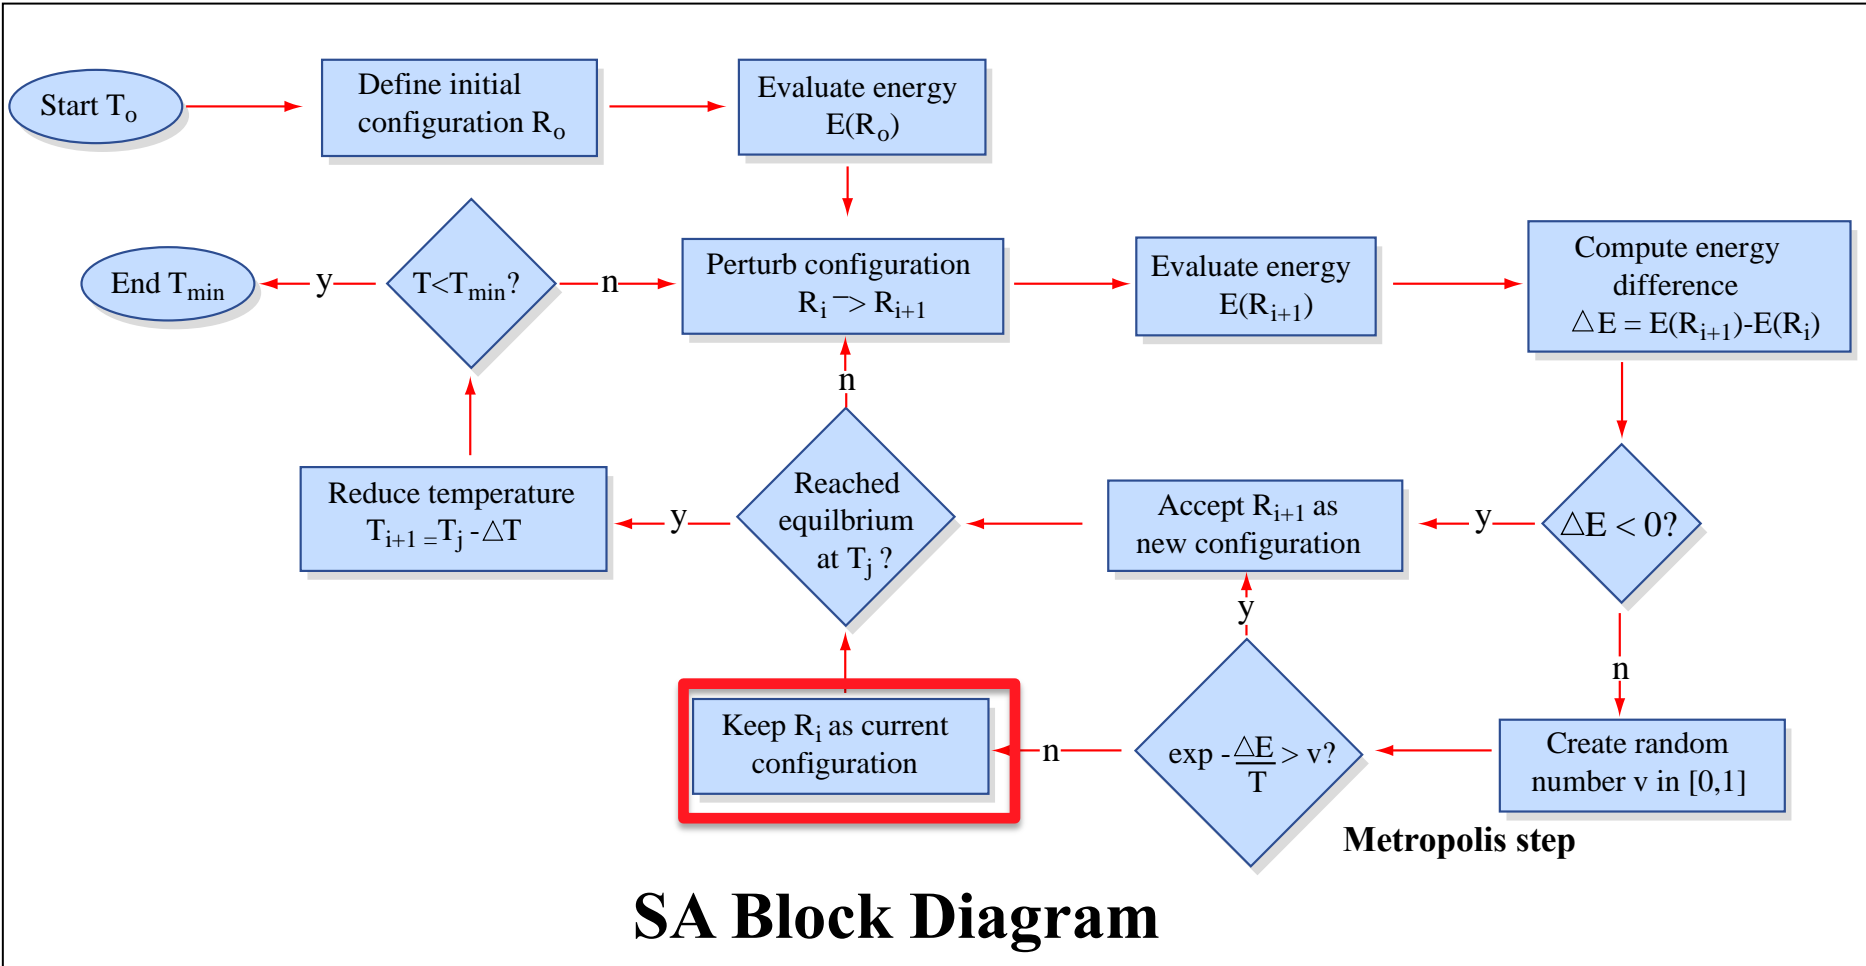 Start Tₒ
Define initial
configuration Rₒ
Evaluate energy
E(Rₒ)
End Tmin
y
T<Tmin?
n
Perturb configuration
Rᵢ –> Rᵢ₊₁
Evaluate energy
E(Rᵢ₊₁)
Compute energy
difference
△E = E(Rᵢ₊₁)-E(Rᵢ)
n
Reduce temperature
Tᵢ₊₁ = Tⱼ - △T
y
Reached
equilbrium
at Tⱼ ?
Accept Rᵢ₊₁ as
new configuration
y
△E < 0?
y
n
Keep Rᵢ as current
configuration
n
exp - △E/T > v?
Create random
number v in [0,1]
Metropolis step
SA Block Diagram